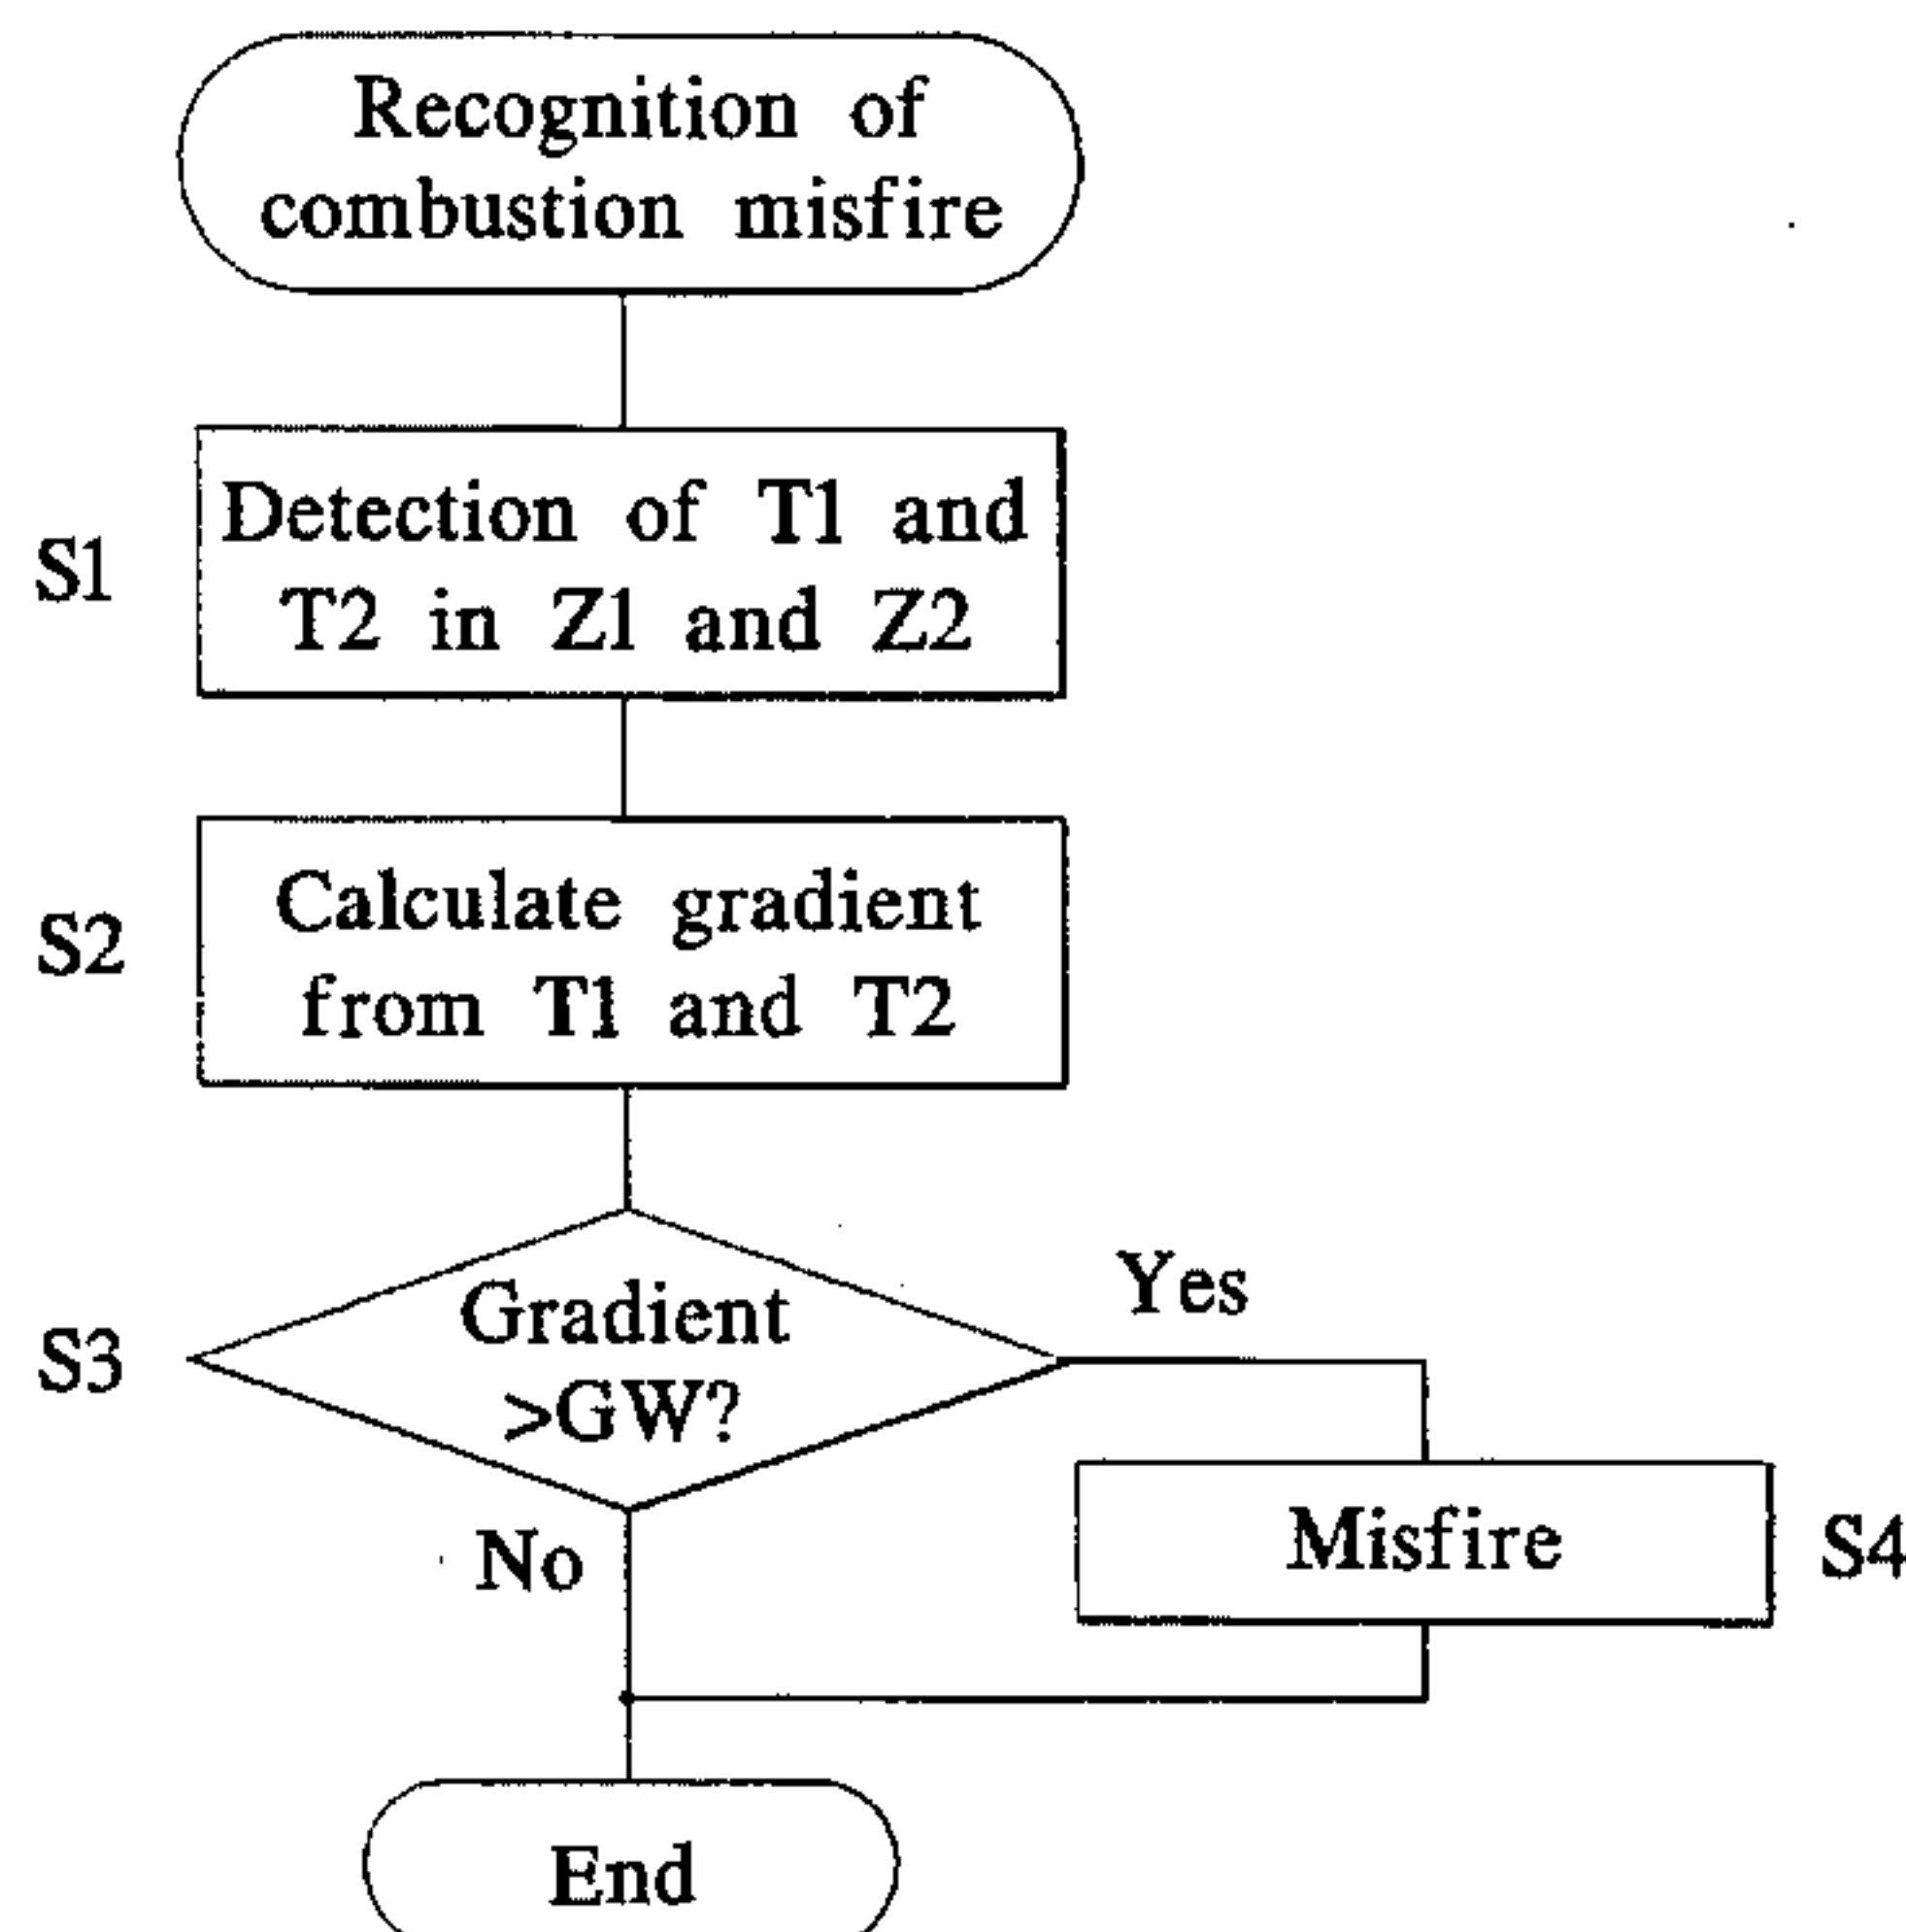 Recognition of
combustion misfire
S1
Detection of T1 and
T2 in Z1 and Z2
S2
Calculate gradient
from T1 and T2
S3
Gradient
>GW?
Yes
No
Misfire
S4
End